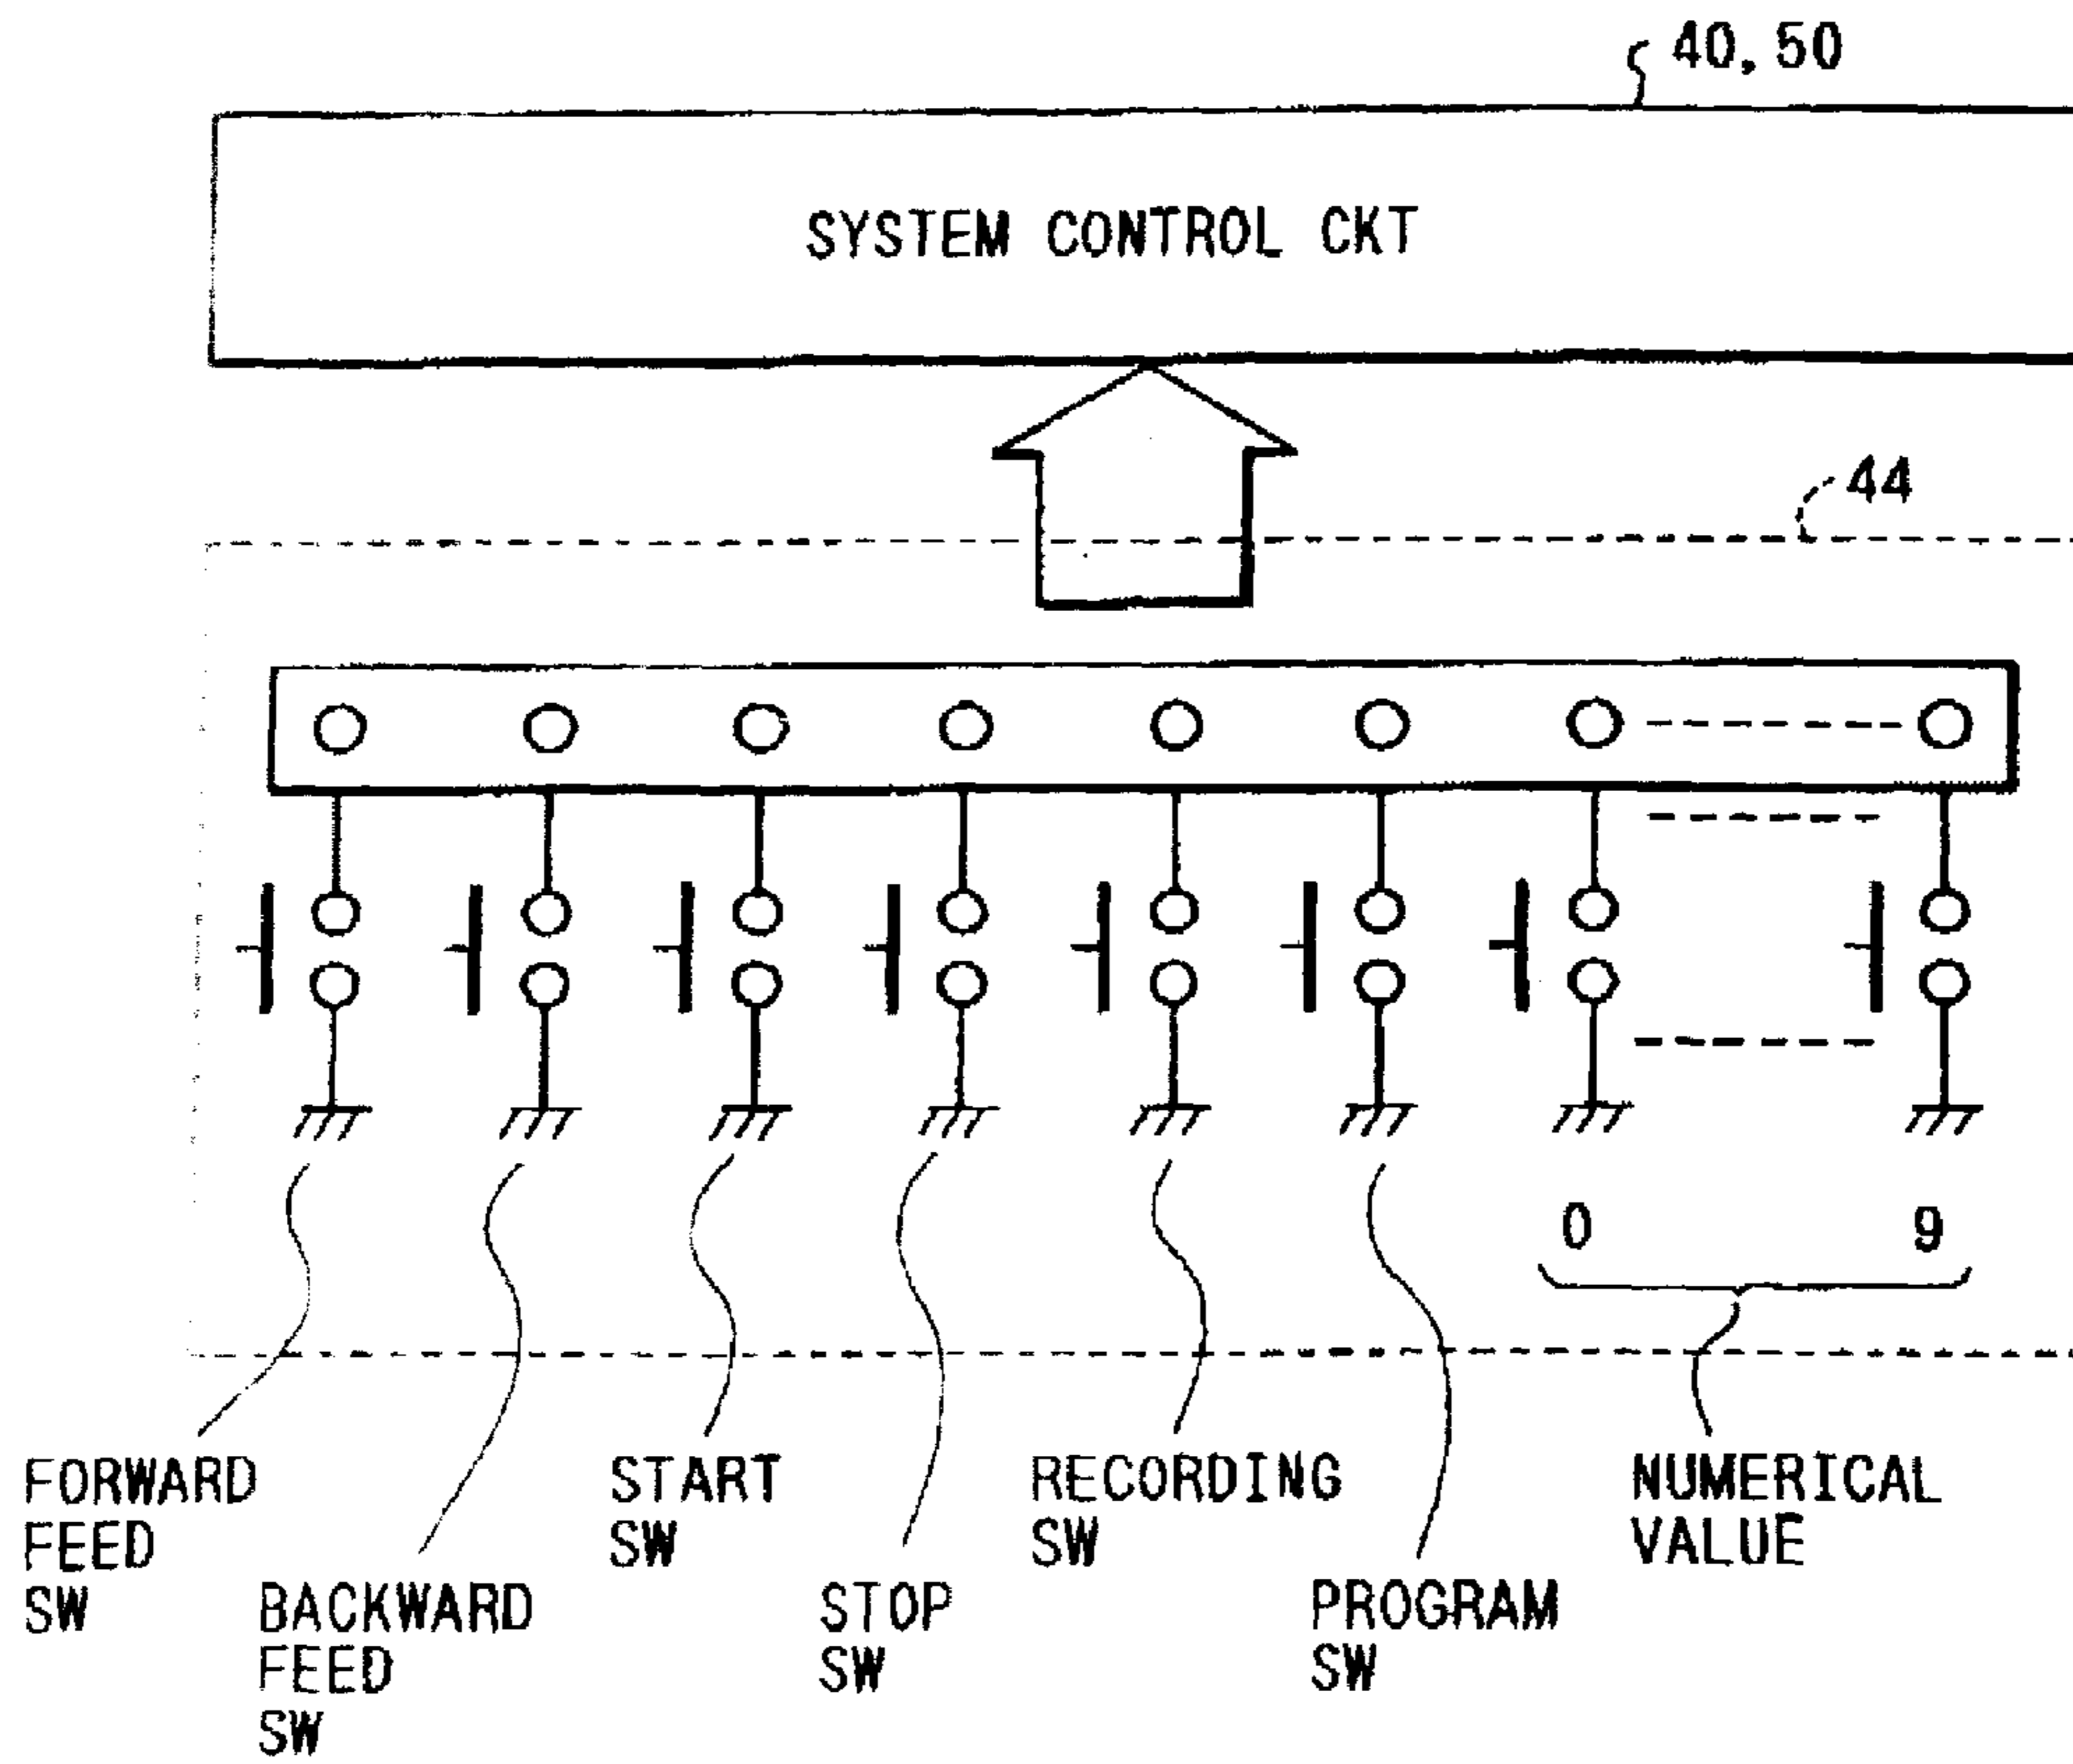 40, 50
SYSTEM CONTROL CKT
44
0 9
FORWARD
FEED
SW
BACKWARD
FEED
SW
START
SW
STOP
SW
RECORDING
SW
PROGRAM
SW
NUMERICAL
VALUE